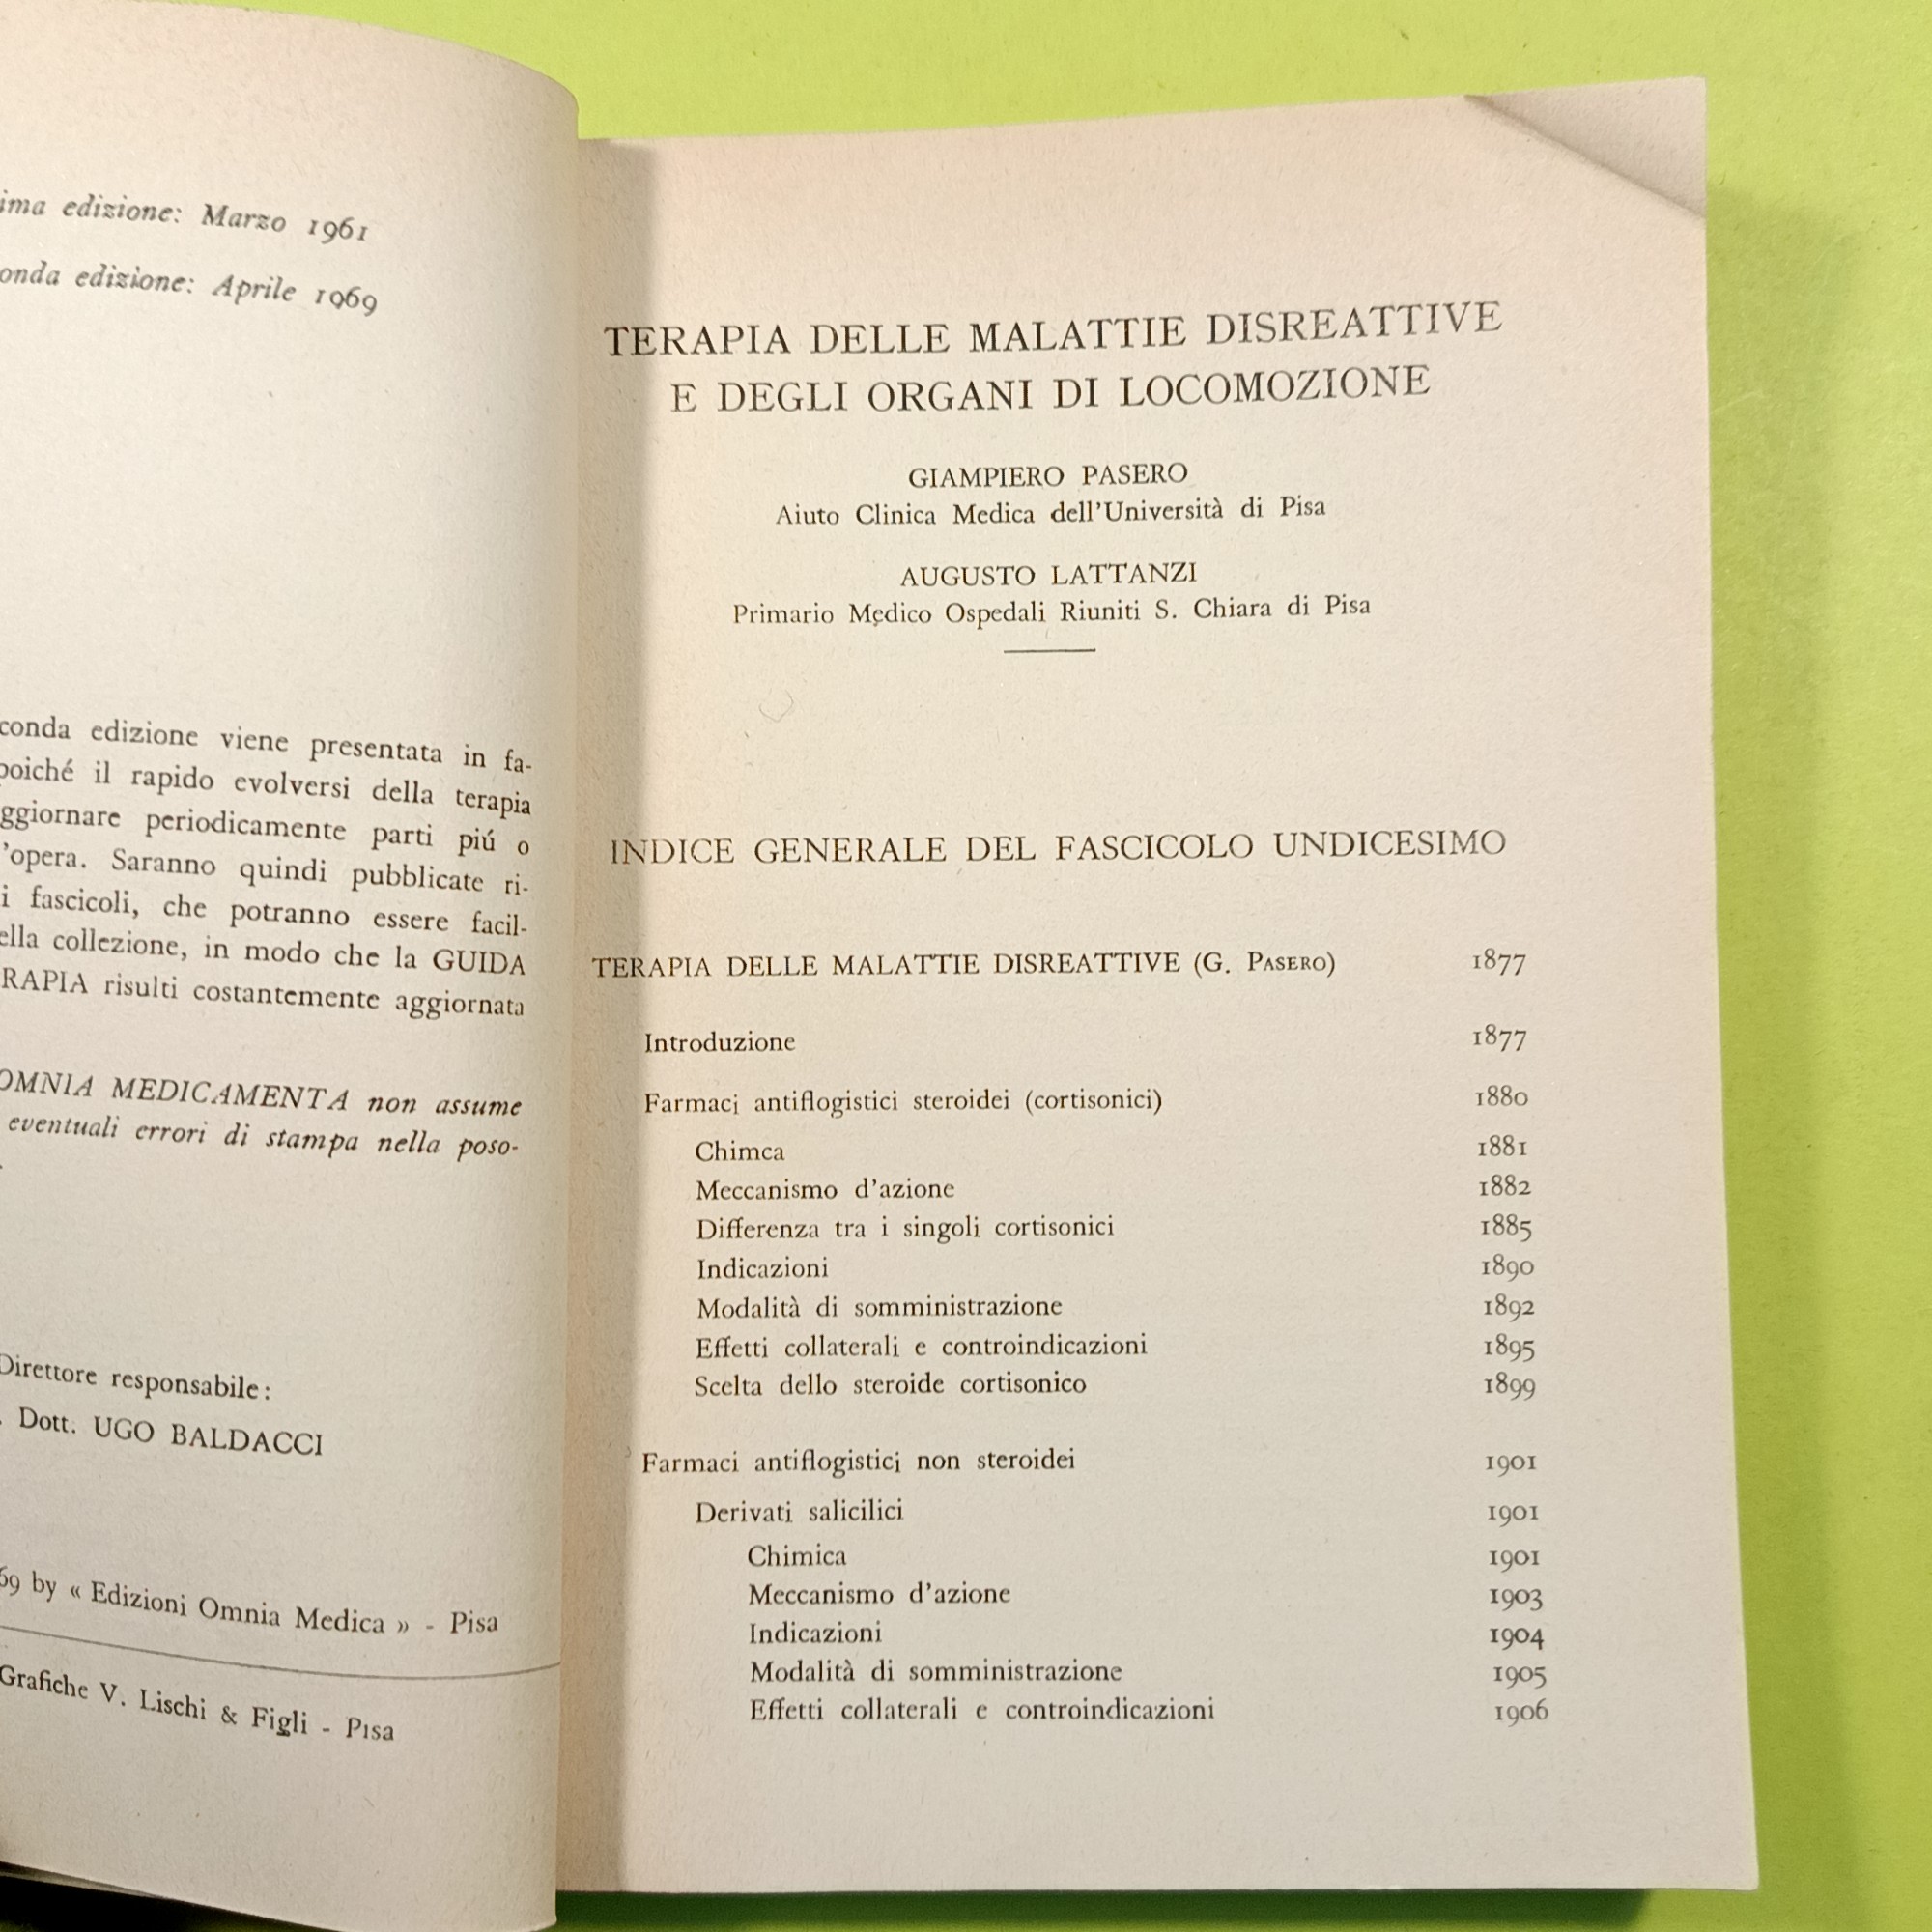 edizione: Marzo 1961
edizione: Aprile 1969
edizione viene presentata in fa-
poiché il rapido evolversi della terapia
periodicamente parti piú o
'opera. Saranno quindi pubblicate ri-
fascicoli, che potranno essere facil-
collezione, in modo che la GUIDA
risulti costantemente aggiornata
OMNIA MEDICAMENTA non assume
eventuali errori di stampa nella poso-
Direttore responsabile:
Dott. UGO BALDACCI
by « Edizioni Omnia Medica » - Pisa
Grafiche V. Lischi & Figli - Pisa
TERAPIA DELLE MALATTIE DISREATTIVE
E DEGLI ORGANI DI LOCOMOZIONE
GIAMPIERO PASERO
Aiuto Clinica Medica dell'Università di Pisa
AUGUSTO LATTANZI
Primario Medico Ospedali Riuniti S. Chiara di Pisa
INDICE GENERALE DEL FASCICOLO UNDICESIMO
TERAPIA DELLE MALATTIE DISREATTIVE (G. PASERO) 1877
Introduzione 1877
Farmaci antiflogistici steroidei (cortisonici) 1880
Chimca 1881
Meccanismo d'azione 1882
Differenza tra i singoli cortisonici 1885
Indicazioni 1890
Modalità di somministrazione 1892
Effetti collaterali e controindicazioni 1895
Scelta dello steroide cortisonico 1899
Farmaci antiflogistici non steroidei 1901
Derivati salicilici 1901
Chimica 1901
Meccanismo d'azione 1903
Indicazioni 1904
Modalità di somministrazione 1905
Effetti collaterali e controindicazioni 1906